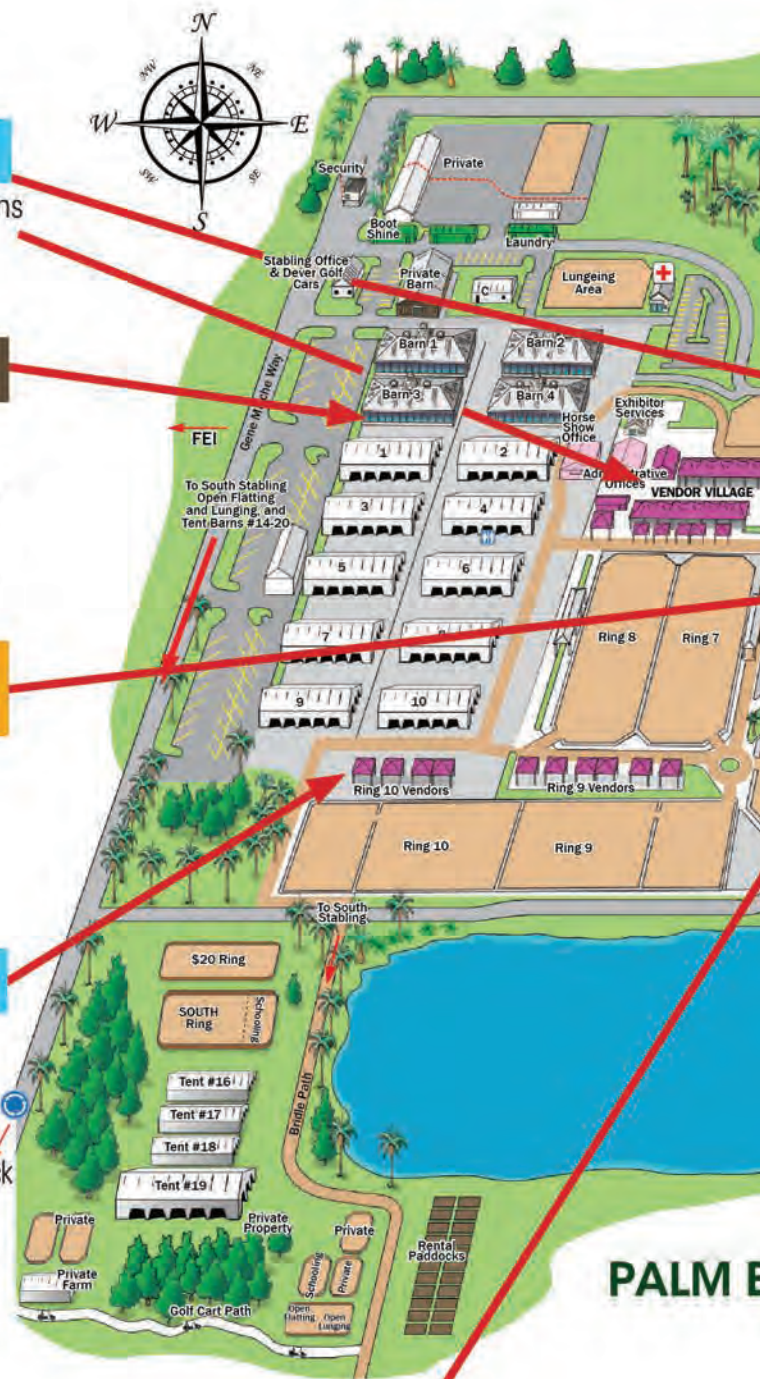 N
NW
NE
W
E
SW
SE
S
ns
Security
Private
Boot
Shine
Laundry
Stabling Office
& Dever Golf
Cars
Private
Barn
C
Lungeing
Area
Barn 1
Barn 2
Barn 3
Barn 4
Gene Mische Way
FEI
Horse
Show
Office
Exhibitor
Services
Administrative
Offices
VENDOR VILLAGE
To South Stabling
Open Flatting
and Lunging, and
Tent Barns #14-20
1
2
3
4
5
6
7
9
10
Ring 8
Ring 7
Ring 10 Vendors
Ring 9 Vendors
Ring 10
Ring 9
To South
Stabling
$20 Ring
SOUTH
Ring
Schooling
Bridle Path
Tent #16
Tent #17
Tent #18
Tent #19
k
Private
Private
Farm
Private
Property
Private
Schooling
Private
Open
Flatting
Open
Lunging
Golf Cart Path
Rental
Paddocks
PALM B